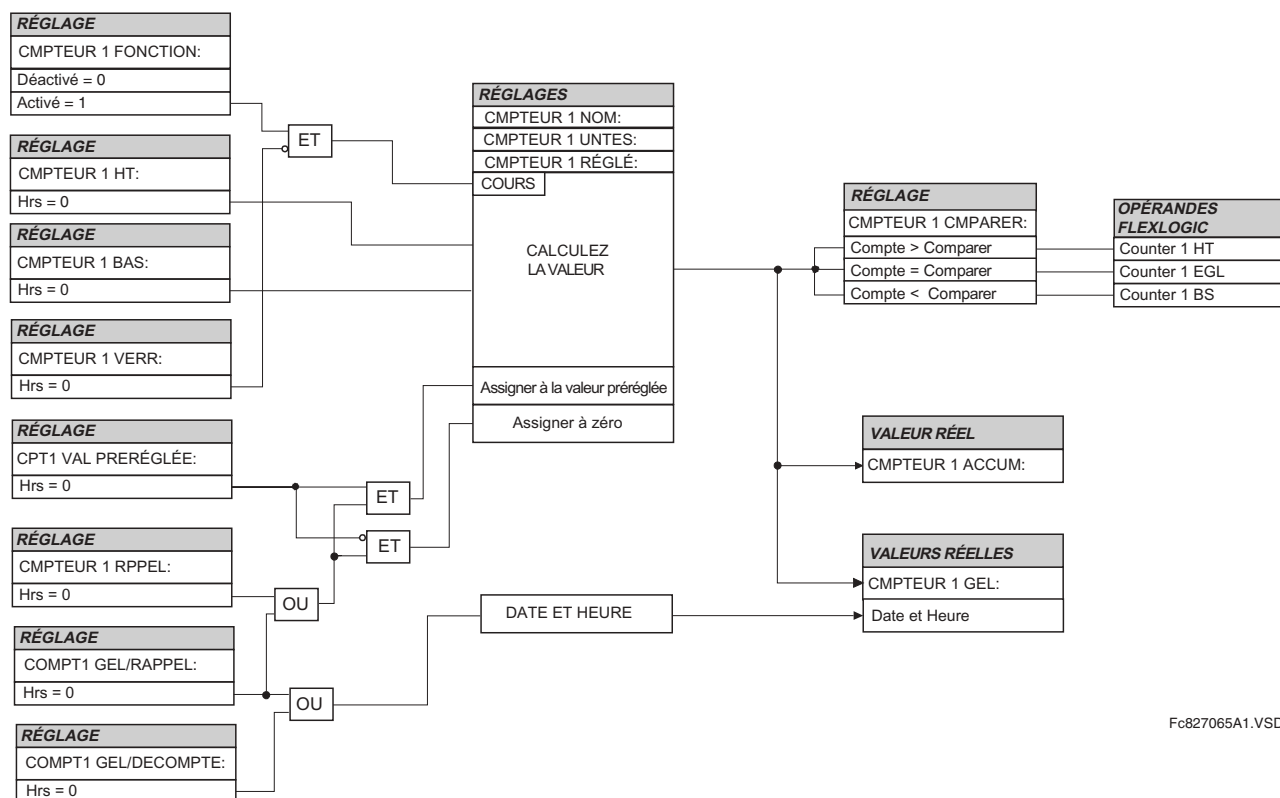 RÉGLAGE
CMPTEUR 1 FONCTION:
Déactivé = 0
Activé = 1
RÉGLAGE
CMPTEUR 1 HT:
Hrs = 0
RÉGLAGE
CMPTEUR 1 BAS:
Hrs = 0
RÉGLAGE
CMPTEUR 1 VERR:
Hrs = 0
RÉGLAGE
CPT1 VAL PRERÉGLÉE:
Hrs = 0
RÉGLAGE
CMPTEUR 1 RPPEL:
Hrs = 0
RÉGLAGE
COMPT1 GEL/RAPPEL:
Hrs = 0
RÉGLAGE
COMPT1 GEL/DECOMPTE:
Hrs = 0
ET
ET
ET
OU
OU
RÉGLAGES
CMPTEUR 1 NOM:
CMPTEUR 1 UNTES:
CMPTEUR 1 RÉGLÉ:
COURS
CALCULEZ
LA VALEUR
Assigner à la valeur préréglée
Assigner à zéro
DATE ET HEURE
RÉGLAGE
CMPTEUR 1 CMPARER:
Compte > Comparer
Compte = Comparer
Compte < Comparer
OPÉRANDES
FLEXLOGIC
Counter 1 HT
Counter 1 EGL
Counter 1 BS
VALEUR RÉEL
CMPTEUR 1 ACCUM:
VALEURS RÉELLES
CMPTEUR 1 GEL:
Date et Heure
Fc827065A1.VSD